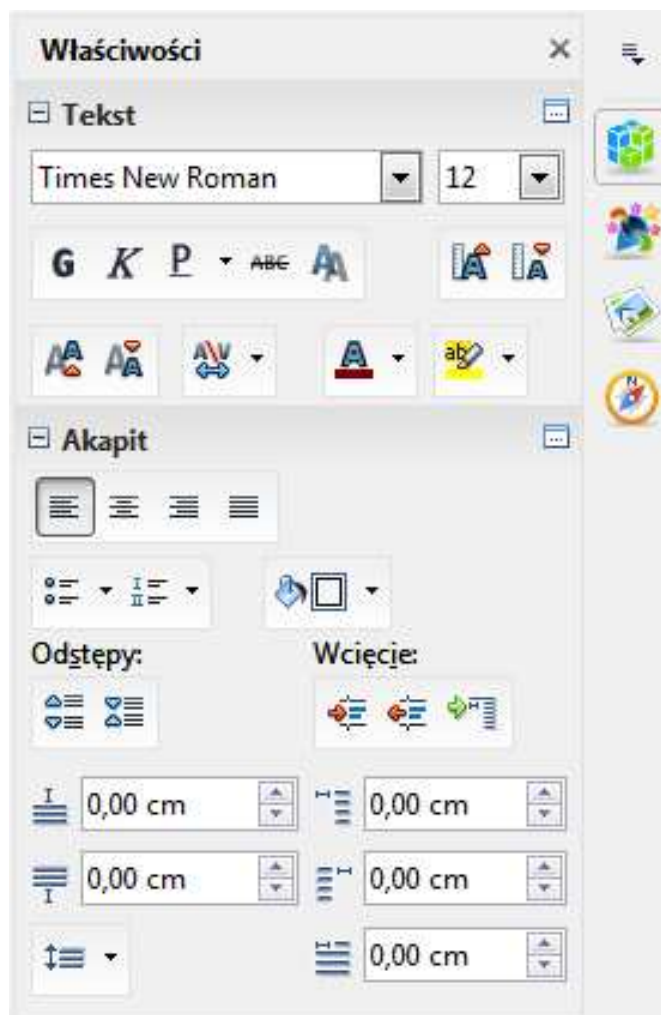 Właściwości
Tekst
Times New Roman 12
G K P ABC
Akapit
Odstępy: Wcięcie:
0,00 cm 0,00 cm
0,00 cm 0,00 cm
0,00 cm